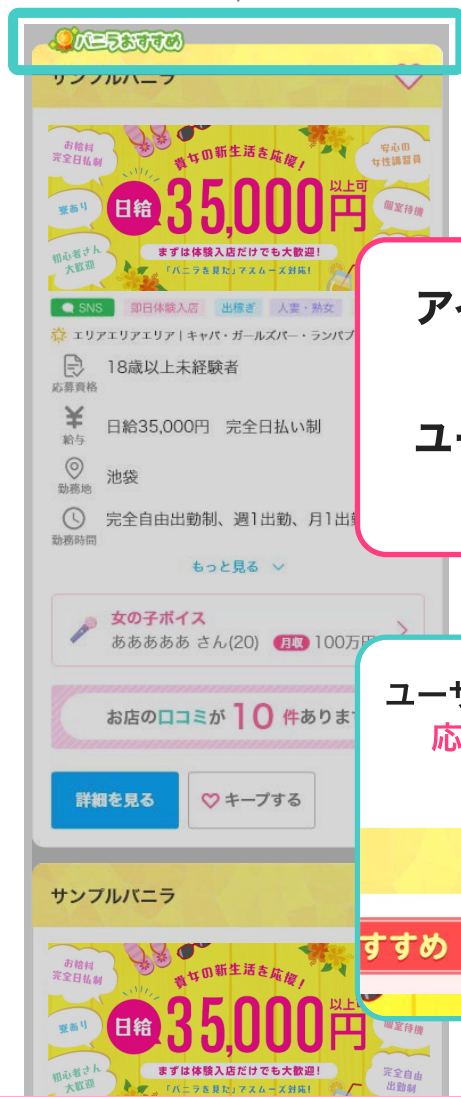 バニラおすすめ
サンプルバニラ
お給料
完全日払制
貴女の新生活を応援!
安心の
女性講習員
寮あり
日給35,000円以上可
個室待機
初心者さん
大歓迎
まずは体験入店だけでも大歓迎!
「バニラを見た」でスムーズ対応!
SNS 即日体験入店 出稼ぎ 人妻・熟女
エリアエリアエリア|キャバ・ガールズバー・ランパブ
応募資格 18歳以上未経験者
給与 日給35,000円 完全日払い制
勤務地 池袋
勤務時間 完全自由出勤制、週1出勤、月1出
もっと見る
女の子ボイス
あああああ さん(20) 月収 100万円
お店の口コミが 10 件ありま
詳細を見る キープする
アイ
ユー
ユーザ
応
すすめ
サンプルバニラ
お給料
完全日払制
貴女の新生活を応援!
寮あり
日給35,000円以上
個室待機
初心者さん
大歓迎
まずは体験入店だけでも大歓迎!
「バニラを見た」でスムーズ対応!
完全自由
出勤制